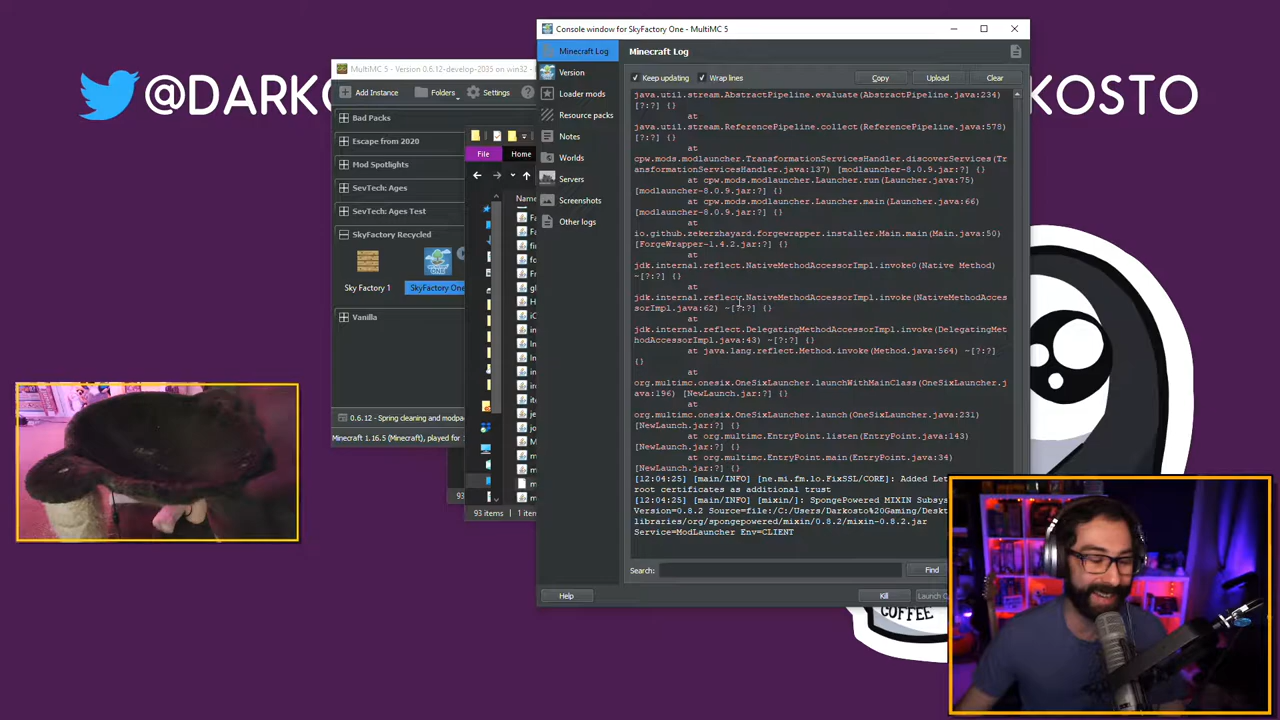 @DARKO
KOSTO
Console window for SkyFactory One - MultiMC 5
Minecraft Log
Version
Loader mods
Resource packs
Notes
Worlds
Servers
Screenshots
Other logs
Minecraft Log
Keep updating
Wrap lines
Copy
Upload
Clear
java.util.stream.AbstractPipeline.evaluate(AbstractPipeline.java:234)
[?:?] {}
at
java.util.stream.ReferencePipeline.collect(ReferencePipeline.java:578)
[?:?] {}
at
cpw.mods.modlauncher.TransformationServicesHandler.discoverServices(Tr
ansformationServicesHandler.java:137) [modlauncher-8.0.9.jar:?] {}
at cpw.mods.modlauncher.Launcher.run(Launcher.java:75)
[modlauncher-8.0.9.jar:?] {}
at cpw.mods.modlauncher.Launcher.main(Launcher.java:66)
[modlauncher-8.0.9.jar:?] {}
at
io.github.zekerzhayard.forgewrapper.installer.Main.main(Main.java:50)
[ForgeWrapper-1.4.2.jar:?] {}
at
jdk.internal.reflect.NativeMethodAccessorImpl.invoke0(Native Method)
~[?:?] {}
at
jdk.internal.reflect.NativeMethodAccessorImpl.invoke(NativeMethodAcces
sorImpl.java:62) ~[?:?] {}
at
jdk.internal.reflect.DelegatingMethodAccessorImpl.invoke(DelegatingMet
hodAccessorImpl.java:43) ~[?:?] {}
at java.lang.reflect.Method.invoke(Method.java:564) ~[?:?]
{}
at
org.multimc.onesix.OneSixLauncher.launchWithMainClass(OneSixLauncher.j
ava:196) [NewLaunch.jar:?] {}
at
org.multimc.onesix.OneSixLauncher.launch(OneSixLauncher.java:231)
[NewLaunch.jar:?] {}
at org.multimc.EntryPoint.listen(EntryPoint.java:143)
[NewLaunch.jar:?] {}
at org.multimc.EntryPoint.main(EntryPoint.java:34)
[NewLaunch.jar:?] {}
[12:04:25] [main/INFO] [ne.mi.fm.lo.FixSSL/CORE]: Added Let
root certificates as additional trust
[12:04:25] [main/INFO] [mixin/]: SpongePowered MIXIN Subsys
Version=0.8.2 Source=file:/C:/Users/Darkosto%20Gaming/Deskt
libraries/org/spongepowered/mixin/0.8.2/mixin-0.8.2.jar
Service=ModLauncher Env=CLIENT
Search:
Find
Help
Kill
MultiMC 5 - Version 0.6.12-develop-2035 on win32
Add Instance
Folders
Settings
Bad Packs
Escape from 2020
Mod Spotlights
SevTech: Ages
SevTech: Ages Test
SkyFactory Recycled
Sky Factory 1
SkyFactory One
Vanilla
0.6.12 - Spring cleaning and modpa
Minecraft 1.16.5 (Minecraft), played for
File
Home
Name
93 items
1 item
COFFEE